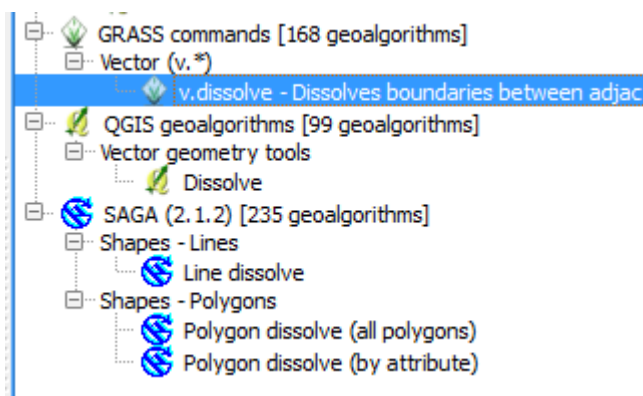 GRASS commands [168 geoalgorithms]
Vector (v.*)
v.dissolve - Dissolves boundaries between adjac
QGIS geoalgorithms [99 geoalgorithms]
Vector geometry tools
Dissolve
SAGA (2.1.2) [235 geoalgorithms]
Shapes - Lines
Line dissolve
Shapes - Polygons
Polygon dissolve (all polygons)
Polygon dissolve (by attribute)